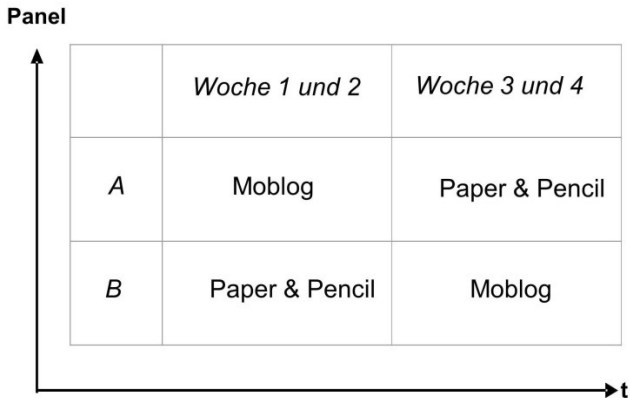 Panel
Woche 1 und 2 Woche 3 und 4
A Moblog Paper & Pencil
B Paper & Pencil Moblog
t